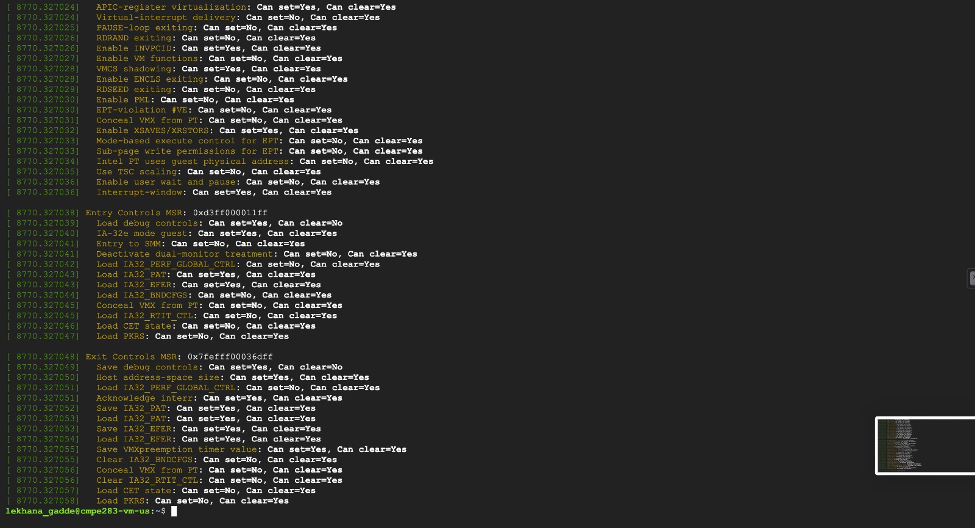 [ 8770.327024]   APIC-register virtualization: Can set=Yes, Can clear=Yes
[ 8770.327024]   Virtual-interrupt delivery: Can set=No, Can clear=Yes
[ 8770.327025]   PAUSE-loop exiting: Can set=No, Can clear=Yes
[ 8770.327026]   RDRAND exiting: Can set=No, Can clear=Yes
[ 8770.327026]   Enable INVPCID: Can set=Yes, Can clear=Yes
[ 8770.327027]   Enable VM functions: Can set=No, Can clear=Yes
[ 8770.327028]   VMCS shadowing: Can set=Yes, Can clear=Yes
[ 8770.327028]   Enable ENCLS exiting: Can set=No, Can clear=Yes
[ 8770.327029]   RDSEED exiting: Can set=No, Can clear=Yes
[ 8770.327030]   Enable PML: Can set=No, Can clear=Yes
[ 8770.327030]   EPT-violation #VE: Can set=No, Can clear=Yes
[ 8770.327031]   Conceal VMX from PT: Can set=No, Can clear=Yes
[ 8770.327032]   Enable XSAVES/XRSTORS: Can set=Yes, Can clear=Yes
[ 8770.327033]   Mode-based execute control for EPT: Can set=No, Can clear=Yes
[ 8770.327033]   Sub-page write permissions for EPT: Can set=No, Can clear=Yes
[ 8770.327034]   Intel PT uses guest physical address: Can set=No, Can clear=Yes
[ 8770.327035]   Use TSC scaling: Can set=No, Can clear=Yes
[ 8770.327036]   Enable user wait and pause: Can set=No, Can clear=Yes
[ 8770.327036]   Interrupt-window: Can set=Yes, Can clear=Yes
[ 8770.327038] Entry Controls MSR: 0xd3ff000011ff
[ 8770.327039]   Load debug controls: Can set=Yes, Can clear=No
[ 8770.327040]   IA-32e mode guest: Can set=Yes, Can clear=Yes
[ 8770.327041]   Entry to SMM: Can set=No, Can clear=Yes
[ 8770.327041]   Deactivate dual-monitor treatment: Can set=No, Can clear=Yes
[ 8770.327042]   Load IA32_PERF_GLOBAL_CTRL: Can set=No, Can clear=Yes
[ 8770.327043]   Load IA32_PAT: Can set=Yes, Can clear=Yes
[ 8770.327043]   Load IA32_EFER: Can set=Yes, Can clear=Yes
[ 8770.327044]   Load IA32_BNDCFGS: Can set=No, Can clear=Yes
[ 8770.327045]   Conceal VMX from PT: Can set=No, Can clear=Yes
[ 8770.327045]   Load IA32_RTIT_CTL: Can set=No, Can clear=Yes
[ 8770.327046]   Load CET state: Can set=No, Can clear=Yes
[ 8770.327047]   Load PKRS: Can set=No, Can clear=Yes
[ 8770.327048] Exit Controls MSR: 0x7fefff00036dff
[ 8770.327049]   Save debug controls: Can set=Yes, Can clear=No
[ 8770.327050]   Host address-space size: Can set=Yes, Can clear=Yes
[ 8770.327051]   Load IA32_PERF_GLOBAL_CTRL: Can set=No, Can clear=Yes
[ 8770.327051]   Acknowledge interr: Can set=Yes, Can clear=Yes
[ 8770.327052]   Save IA32_PAT: Can set=Yes, Can clear=Yes
[ 8770.327053]   Load IA32_PAT: Can set=Yes, Can clear=Yes
[ 8770.327053]   Save IA32_EFER: Can set=Yes, Can clear=Yes
[ 8770.327054]   Load IA32_EFER: Can set=Yes, Can clear=Yes
[ 8770.327055]   Save VMXpreemption timer value: Can set=Yes, Can clear=Yes
[ 8770.327055]   Clear IA32_BNDCFGS: Can set=No, Can clear=Yes
[ 8770.327056]   Conceal VMX from PT: Can set=No, Can clear=Yes
[ 8770.327056]   Clear IA32_RTIT_CTL: Can set=No, Can clear=Yes
[ 8770.327057]   Load CET state: Can set=No, Can clear=Yes
[ 8770.327058]   Load PKRS: Can set=No, Can clear=Yes
lekhana_gadde@cmpe283-vm-us:~$